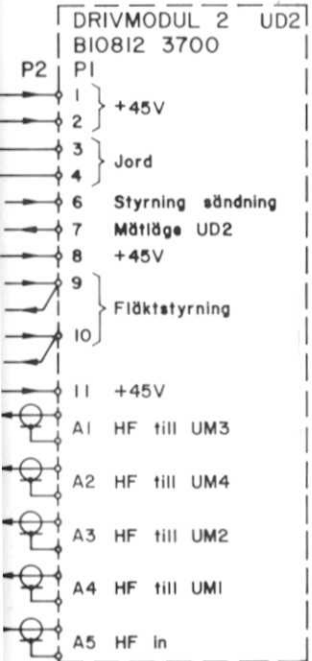 DRIVMODUL 2 UD2
B10812 3700
P2 P1
1
+45V
2
3
Jord
4
6 Styrning sändning
7 Mätläge UD2
8 +45V
9
Fläktstyrning
10
11 +45V
A1 HF till UM3
A2 HF till UM4
A3 HF till UM2
A4 HF till UM1
A5 HF in